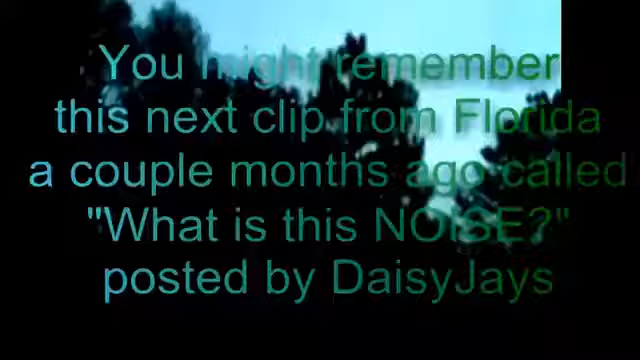 You might remember
this next clip from Florida
a couple months ago called
"What is this NOISE?"
posted by DaisyJays